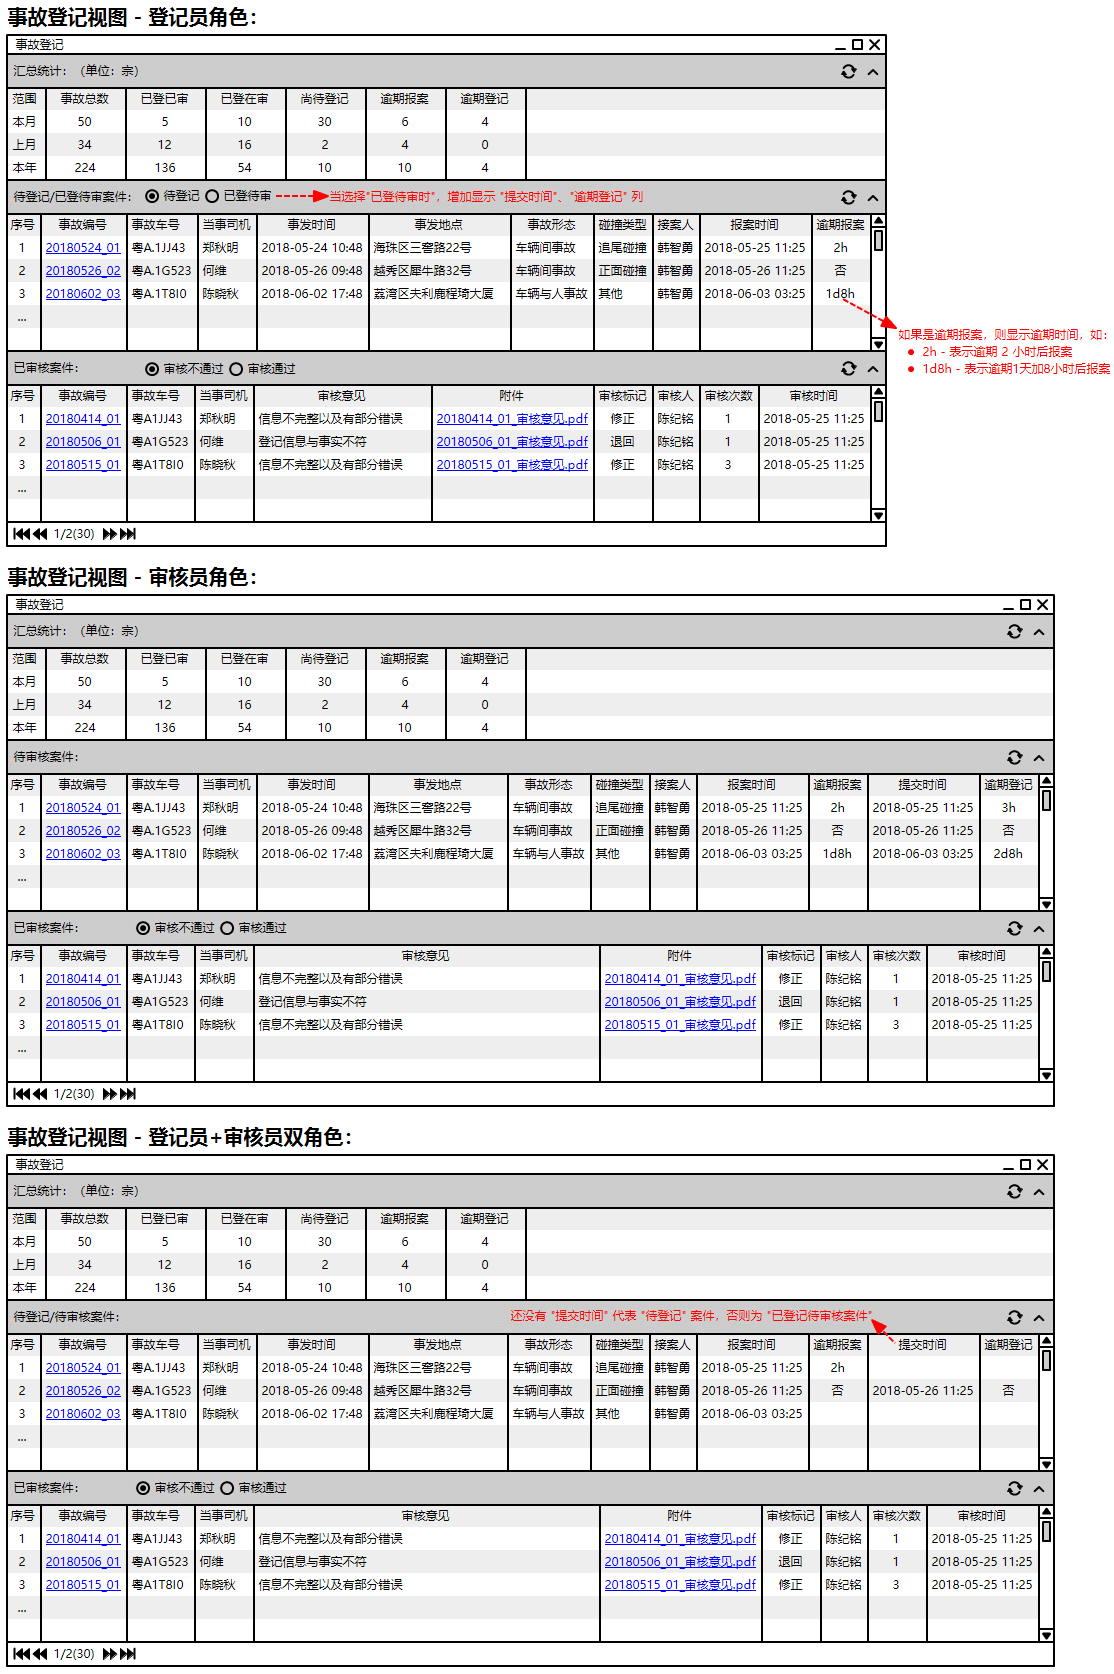 事故登记视图 - 登记员角色：
事故登记
汇总统计：（单位：宗）
范围 事故总数 已登已审 已登在审 尚待登记 逾期报案 逾期登记
本月 50 5 10 30 6 4
上月 34 12 16 2 4 0
本年 224 136 54 10 10 4
待登记/已登待审案件： 待登记 已登待审 当选择"已登待审时"，增加显示 "提交时间"、"逾期登记" 列
序号 事故编号 事故车号 当事司机 事发时间 事发地点 事故形态 碰撞类型 接案人 报案时间 逾期报案
1 20180524_01 粤A.1JJ43 郑秋明 2018-05-24 10:48 海珠区三窖路22号 车辆间事故 追尾碰撞 韩智勇 2018-05-25 11:25 2h
2 20180526_02 粤A.1G523 何维 2018-05-26 09:48 越秀区犀牛路32号 车辆间事故 正面碰撞 韩智勇 2018-05-26 11:25 否
3 20180602_03 粤A.1T8I0 陈晓秋 2018-06-02 17:48 荔湾区夫利鹿程琦大厦 车辆与人事故 其他 韩智勇 2018-06-03 03:25 1d8h
...
如果是逾期报案，则显示逾期时间，如：
● 2h - 表示逾期 2 小时后报案
● 1d8h - 表示逾期1天加8小时后报案
已审核案件： 审核不通过 审核通过
序号 事故编号 事故车号 当事司机 审核意见 附件 审核标记 审核人 审核次数 审核时间
1 20180414_01 粤A1JJ43 郑秋明 信息不完整以及有部分错误 20180414_01_审核意见.pdf 修正 陈纪铭 1 2018-05-25 11:25
2 20180506_01 粤A1G523 何维 登记信息与事实不符 20180506_01_审核意见.pdf 退回 陈纪铭 1 2018-05-25 11:25
3 20180515_01 粤A1T8I0 陈晓秋 信息不完整以及有部分错误 20180515_01_审核意见.pdf 修正 陈纪铭 3 2018-05-25 11:25
...
1/2(30)
事故登记视图 - 审核员角色：
事故登记
汇总统计：（单位：宗）
范围 事故总数 已登已审 已登在审 尚待登记 逾期报案 逾期登记
本月 50 5 10 30 6 4
上月 34 12 16 2 4 0
本年 224 136 54 10 10 4
待审核案件：
序号 事故编号 事故车号 当事司机 事发时间 事发地点 事故形态 碰撞类型 接案人 报案时间 逾期报案 提交时间 逾期登记
1 20180524_01 粤A.1JJ43 郑秋明 2018-05-24 10:48 海珠区三窖路22号 车辆间事故 追尾碰撞 韩智勇 2018-05-25 11:25 2h 2018-05-25 11:25 3h
2 20180526_02 粤A.1G523 何维 2018-05-26 09:48 越秀区犀牛路32号 车辆间事故 正面碰撞 韩智勇 2018-05-26 11:25 否 2018-05-26 11:25 否
3 20180602_03 粤A.1T8I0 陈晓秋 2018-06-02 17:48 荔湾区夫利鹿程琦大厦 车辆与人事故 其他 韩智勇 2018-06-03 03:25 1d8h 2018-06-03 03:25 2d8h
...
已审核案件： 审核不通过 审核通过
序号 事故编号 事故车号 当事司机 审核意见 附件 审核标记 审核人 审核次数 审核时间
1 20180414_01 粤A1JJ43 郑秋明 信息不完整以及有部分错误 20180414_01_审核意见.pdf 修正 陈纪铭 1 2018-05-25 11:25
2 20180506_01 粤A1G523 何维 登记信息与事实不符 20180506_01_审核意见.pdf 退回 陈纪铭 1 2018-05-25 11:25
3 20180515_01 粤A1T8I0 陈晓秋 信息不完整以及有部分错误 20180515_01_审核意见.pdf 修正 陈纪铭 3 2018-05-25 11:25
...
1/2(30)
事故登记视图 - 登记员+审核员双角色：
事故登记
汇总统计：（单位：宗）
范围 事故总数 已登已审 已登在审 尚待登记 逾期报案 逾期登记
本月 50 5 10 30 6 4
上月 34 12 16 2 4 0
本年 224 136 54 10 10 4
待登记/待审核案件： 还没有 "提交时间" 代表 "待登记" 案件，否则为 "已登记待审核案件"
序号 事故编号 事故车号 当事司机 事发时间 事发地点 事故形态 碰撞类型 接案人 报案时间 逾期报案 提交时间 逾期登记
1 20180524_01 粤A.1JJ43 郑秋明 2018-05-24 10:48 海珠区三窖路22号 车辆间事故 追尾碰撞 韩智勇 2018-05-25 11:25 2h
2 20180526_02 粤A.1G523 何维 2018-05-26 09:48 越秀区犀牛路32号 车辆间事故 正面碰撞 韩智勇 2018-05-26 11:25 否 2018-05-26 11:25 否
3 20180602_03 粤A.1T8I0 陈晓秋 2018-06-02 17:48 荔湾区夫利鹿程琦大厦 车辆与人事故 其他 韩智勇 2018-06-03 03:25
...
已审核案件： 审核不通过 审核通过
序号 事故编号 事故车号 当事司机 审核意见 附件 审核标记 审核人 审核次数 审核时间
1 20180414_01 粤A1JJ43 郑秋明 信息不完整以及有部分错误 20180414_01_审核意见.pdf 修正 陈纪铭 1 2018-05-25 11:25
2 20180506_01 粤A1G523 何维 登记信息与事实不符 20180506_01_审核意见.pdf 退回 陈纪铭 1 2018-05-25 11:25
3 20180515_01 粤A1T8I0 陈晓秋 信息不完整以及有部分错误 20180515_01_审核意见.pdf 修正 陈纪铭 3 2018-05-25 11:25
...
1/2(30)